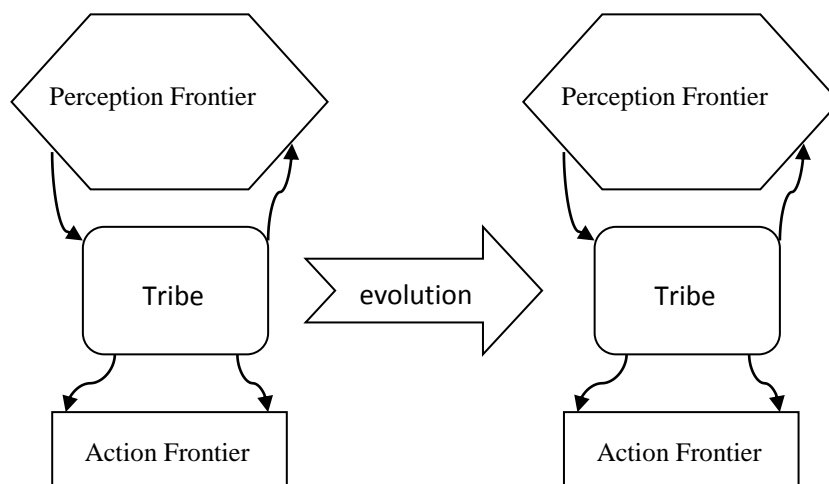 Perception Frontier
Perception Frontier
Tribe
evolution
Tribe
Action Frontier
Action Frontier